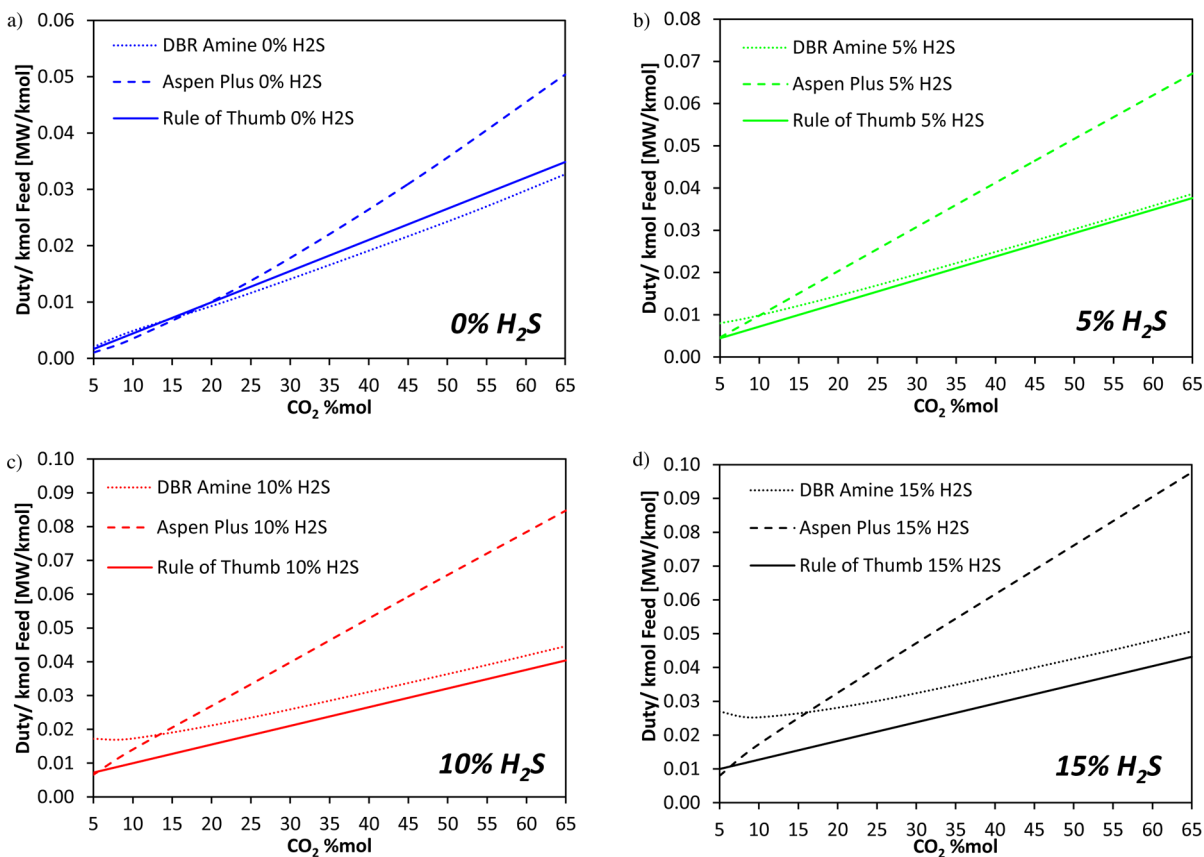 a)
DBR Amine 0% H2S
Aspen Plus 0% H2S
Rule of Thumb 0% H2S
Duty/ kmol Feed [MW/kmol]
0.06
0.05
0.04
0.03
0.02
0.01
0.00
0% H₂S
5 10 15 20 25 30 35 40 45 50 55 60 65
CO₂ %mol
b)
DBR Amine 5% H2S
Aspen Plus 5% H2S
Rule of Thumb 5% H2S
Duty/ kmol Feed [MW/kmol]
0.08
0.07
0.06
0.05
0.04
0.03
0.02
0.01
0.00
5% H₂S
5 10 15 20 25 30 35 40 45 50 55 60 65
CO₂ %mol
c)
DBR Amine 10% H2S
Aspen Plus 10% H2S
Rule of Thumb 10% H2S
Duty/ kmol Feed [MW/kmol]
0.10
0.09
0.08
0.07
0.06
0.05
0.04
0.03
0.02
0.01
0.00
10% H₂S
5 10 15 20 25 30 35 40 45 50 55 60 65
CO₂ %mol
d)
DBR Amine 15% H2S
Aspen Plus 15% H2S
Rule of Thumb 15% H2S
Duty/ kmol Feed [MW/kmol]
0.10
0.09
0.08
0.07
0.06
0.05
0.04
0.03
0.02
0.01
0.00
15% H₂S
5 10 15 20 25 30 35 40 45 50 55 60 65
CO₂ %mol